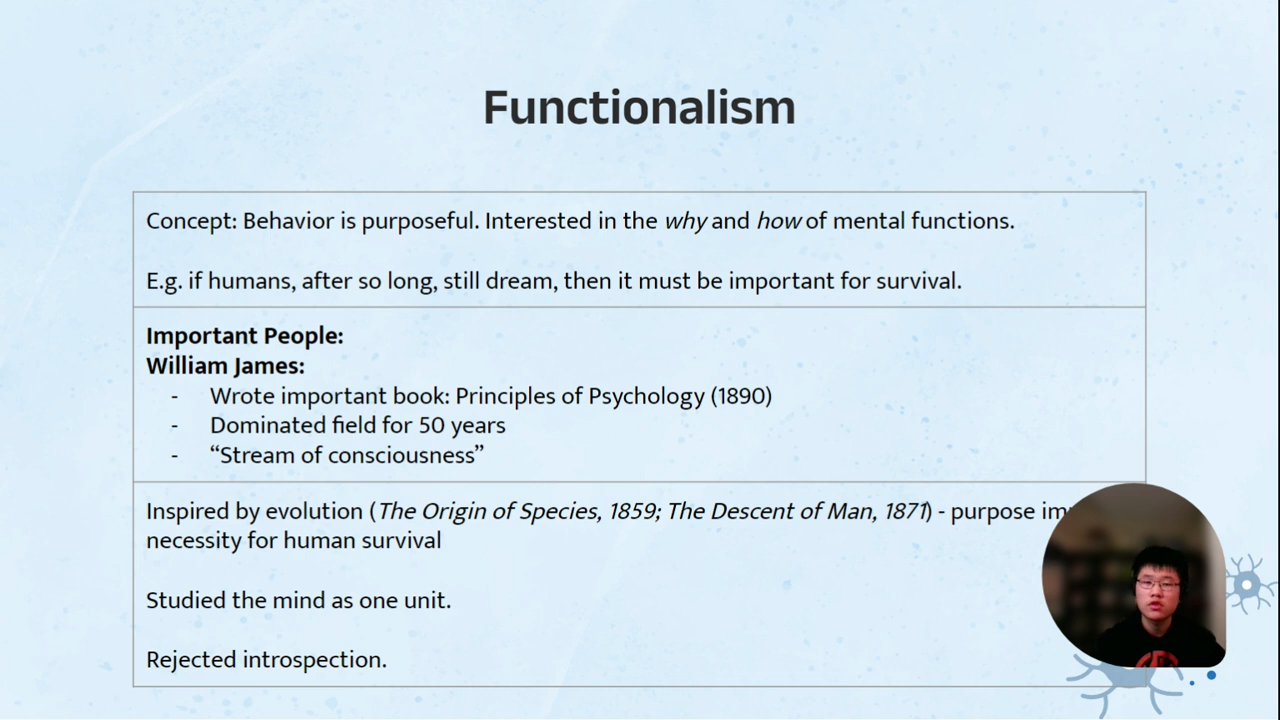 Functionalism
Concept: Behavior is purposeful. Interested in the why and how of mental functions.
E.g. if humans, after so long, still dream, then it must be important for survival.
Important People:
William James:
- Wrote important book: Principles of Psychology (1890)
- Dominated field for 50 years
- “Stream of consciousness”
Inspired by evolution (The Origin of Species, 1859; The Descent of Man, 1871) - purpose
necessity for human survival
Studied the mind as one unit.
Rejected introspection.